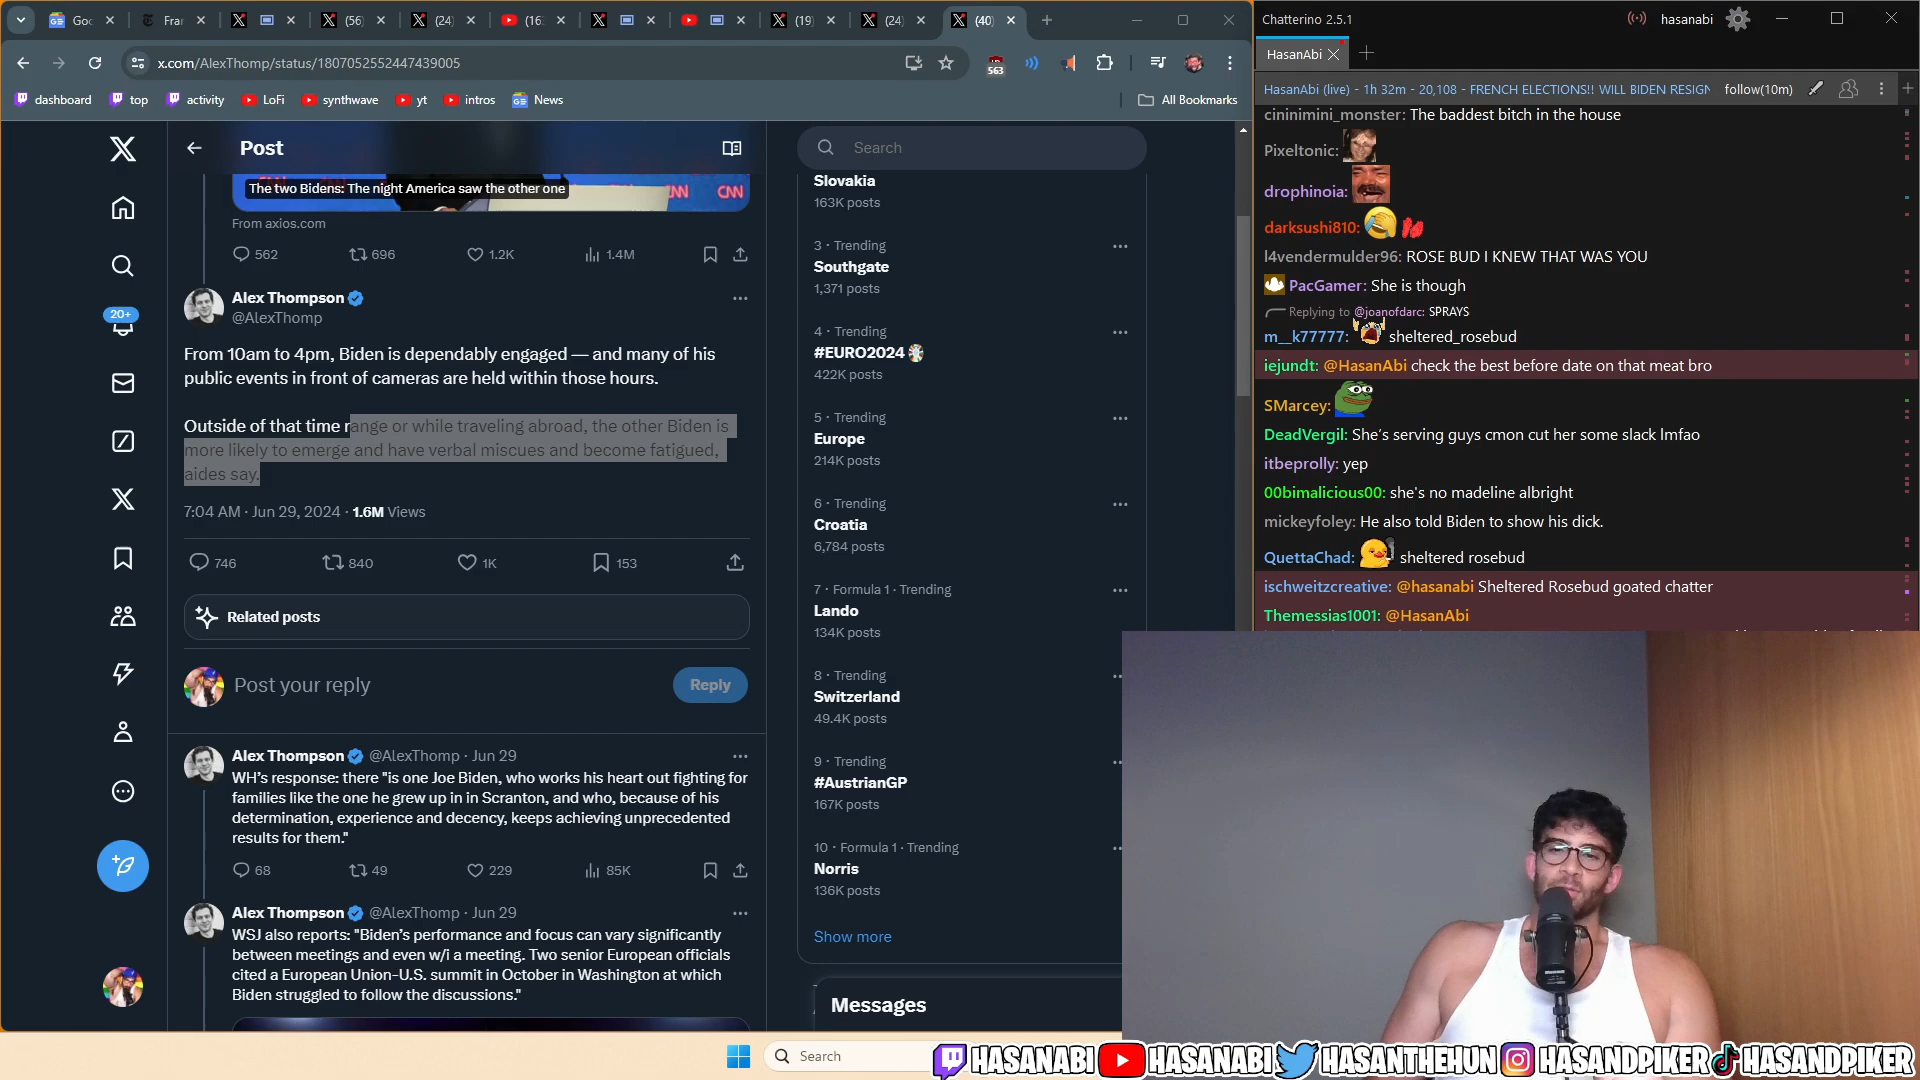 Goc
Frar
(56)
(24)
(16)
(19)
(24)
(40)
x.com/AlexThomp/status/1807052552447439005
563
dashboard
top
activity
LoFi
synthwave
yt
intros
News
All Bookmarks
Post
The two Bidens: The night America saw the other one
CNN
From axios.com
562
696
1.2K
1.4M
20+
Alex Thompson
@AlexThomp
From 10am to 4pm, Biden is dependably engaged — and many of his
public events in front of cameras are held within those hours.
Outside of that time range or while traveling abroad, the other Biden is
more likely to emerge and have verbal miscues and become fatigued,
aides say.
7:04 AM · Jun 29, 2024 · 1.6M Views
746
840
1K
153
Related posts
Post your reply
Reply
Alex Thompson @AlexThomp · Jun 29
WH's response: there "is one Joe Biden, who works his heart out fighting for
families like the one he grew up in in Scranton, and who, because of his
determination, experience and decency, keeps achieving unprecedented
results for them."
68
49
229
85K
Alex Thompson @AlexThomp · Jun 29
WSJ also reports: "Biden's performance and focus can vary significantly
between meetings and even w/i a meeting. Two senior European officials
cited a European Union-U.S. summit in October in Washington at which
Biden struggled to follow the discussions."
Search
Slovakia
163K posts
3 · Trending
Southgate
1,371 posts
4 · Trending
#EURO2024
422K posts
5 · Trending
Europe
214K posts
6 · Trending
Croatia
6,784 posts
7 · Formula 1 · Trending
Lando
134K posts
8 · Trending
Switzerland
49.4K posts
9 · Trending
#AustrianGP
167K posts
10 · Formula 1 · Trending
Norris
136K posts
Show more
Messages
Chatterino 2.5.1
hasanabi
HasanAbi
HasanAbi (live) - 1h 32m - 20,108 - FRENCH ELECTIONS!! WILL BIDEN RESIGN
follow(10m)
cininimini_monster: The baddest bitch in the house
Pixeltonic:
drophinoia:
darksushi810:
l4vendermulder96: ROSE BUD I KNEW THAT WAS YOU
PacGamer: She is though
Replying to @joanofdarc: SPRAYS
m__k77777: sheltered_rosebud
iejundt: @HasanAbi check the best before date on that meat bro
SMarcey:
DeadVergil: She's serving guys cmon cut her some slack lmfao
itbeprolly: yep
00bimalicious00: she's no madeline albright
mickeyfoley: He also told Biden to show his dick.
QuettaChad: sheltered rosebud
ischweitzcreative: @hasanabi Sheltered Rosebud goated chatter
Themessias1001: @HasanAbi
Search
HASANABI
HASANABI
HASANTHEHUN
HASANDPIKER
HASANDPIKER